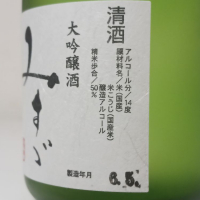 清酒
アルコール分／14度
原材料名／米(国産)
米こうじ(国産米)
醸造アルコール
精米歩合／50%
大吟醸酒
みすゞ
製造年月
6.5.